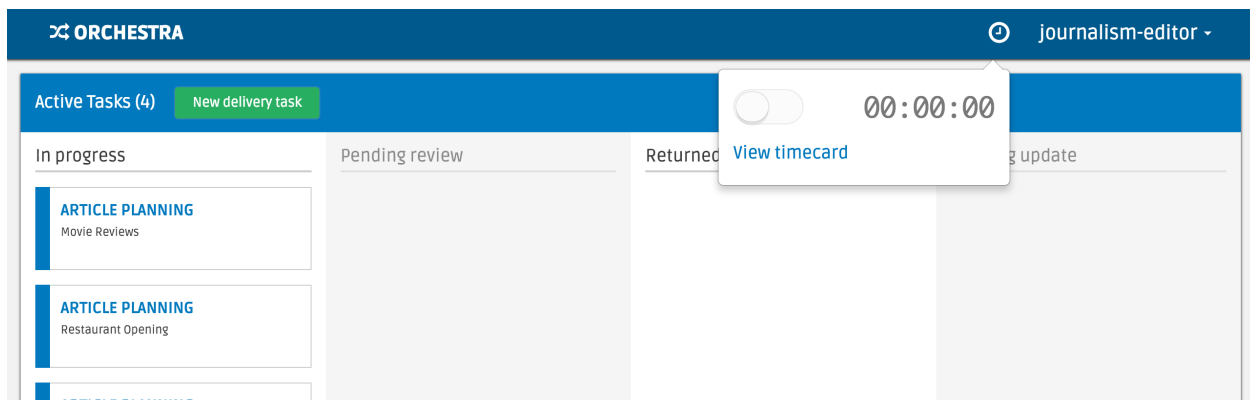 ORCHESTRA
journalism-editor
Active Tasks (4)
New delivery task
00:00:00
View timecard
In progress
Pending review
Returned
update
ARTICLE PLANNING
Movie Reviews
ARTICLE PLANNING
Restaurant Opening